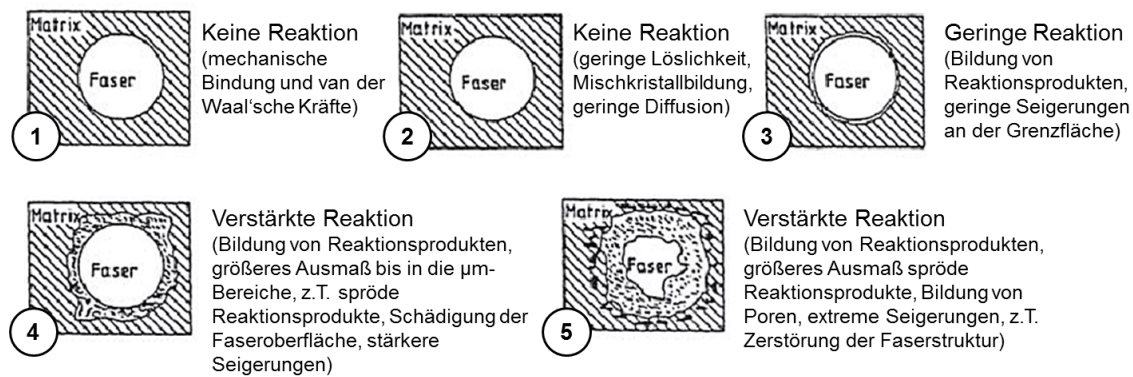 Matrix
Faser
1
Keine Reaktion
(mechanische
Bindung und van der
Waal‘sche Kräfte)
Matrix
Faser
2
Keine Reaktion
(geringe Löslichkeit,
Mischkristallbildung,
geringe Diffusion)
Matrix
Faser
3
Geringe Reaktion
(Bildung von
Reaktionsprodukten,
geringe Seigerungen
an der Grenzfläche)
Matrix
Faser
4
Verstärkte Reaktion
(Bildung von Reaktionsprodukten,
größeres Ausmaß bis in die µm-
Bereiche, z.T. spröde
Reaktionsprodukte, Schädigung der
Faseroberfläche, stärkere
Seigerungen)
Matrix
Faser
5
Verstärkte Reaktion
(Bildung von Reaktionsprodukten,
größeres Ausmaß spröde
Reaktionsprodukte, Bildung von
Poren, extreme Seigerungen, z.T.
Zerstörung der Faserstruktur)